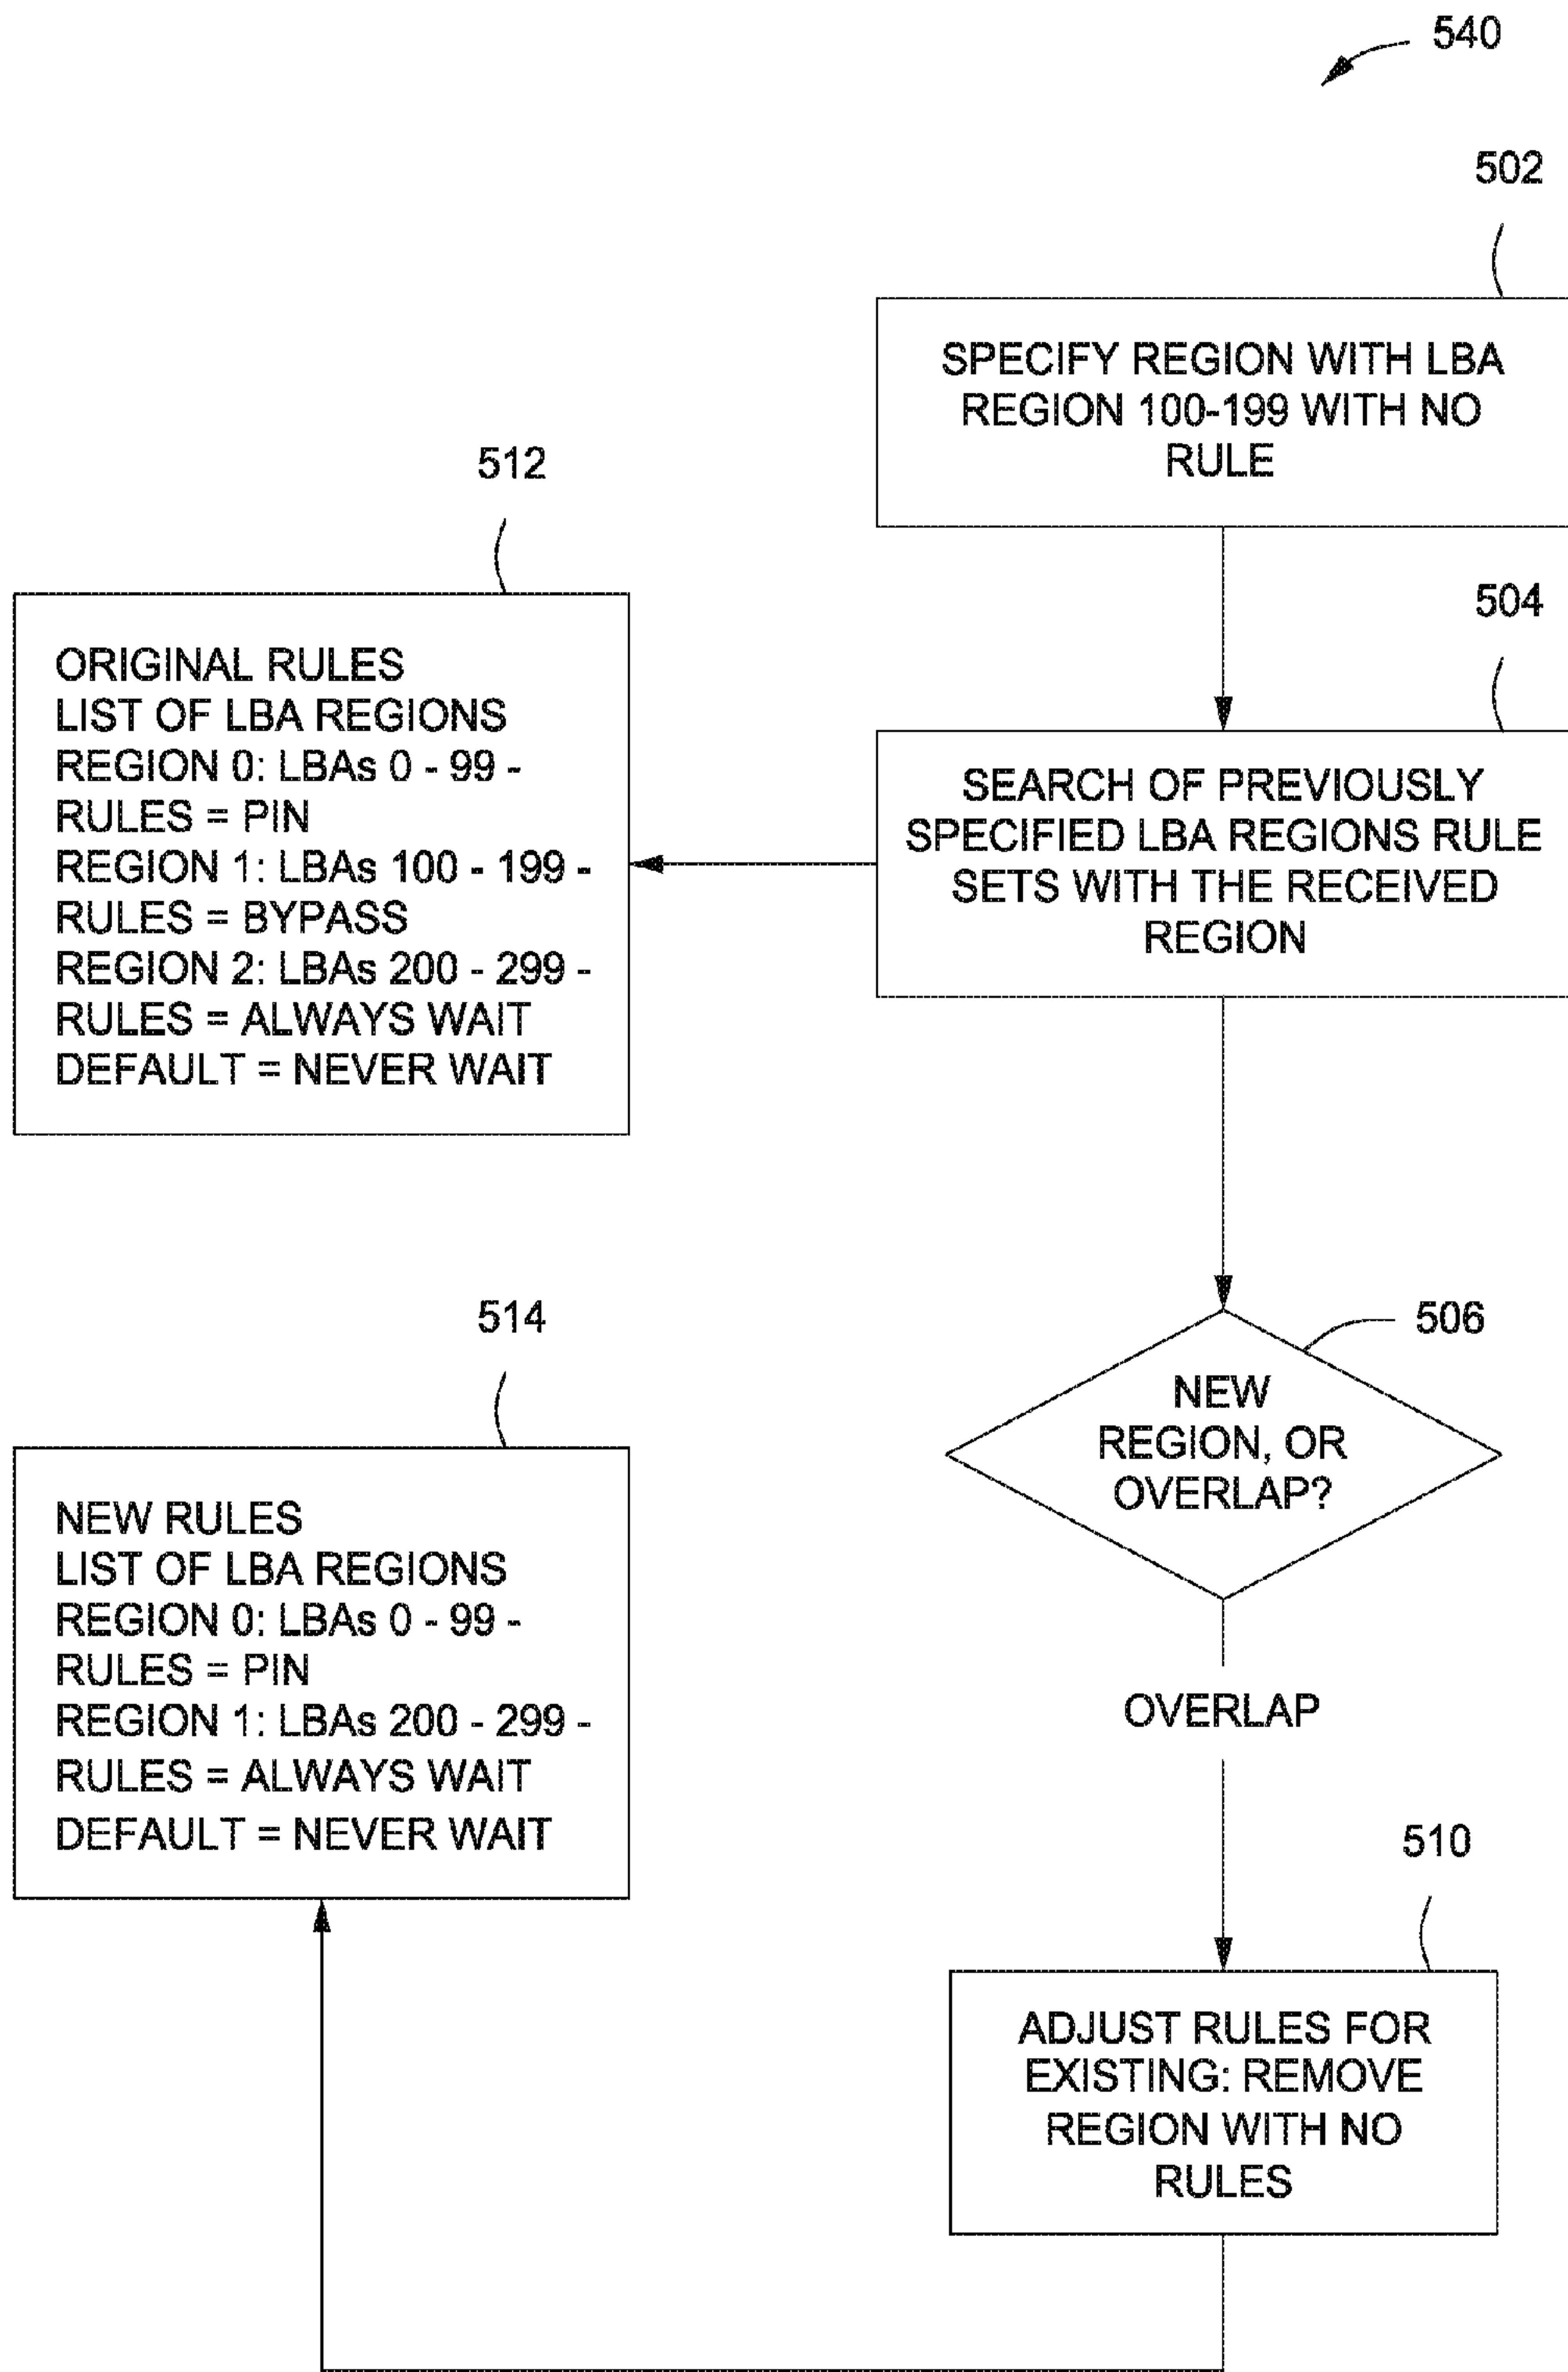 540
502
SPECIFY REGION WITH LBA
REGION 100-199 WITH NO
RULE
512
ORIGINAL RULES
LIST OF LBA REGIONS
REGION 0: LBAs 0 - 99 -
RULES = PIN
REGION 1: LBAs 100 - 199 -
RULES = BYPASS
REGION 2: LBAs 200 - 299 -
RULES = ALWAYS WAIT
DEFAULT = NEVER WAIT
504
SEARCH OF PREVIOUSLY
SPECIFIED LBA REGIONS RULE
SETS WITH THE RECEIVED
REGION
506
NEW
REGION, OR
OVERLAP?
514
NEW RULES
LIST OF LBA REGIONS
REGION 0: LBAs 0 - 99 -
RULES = PIN
REGION 1: LBAs 200 - 299 -
RULES = ALWAYS WAIT
DEFAULT = NEVER WAIT
OVERLAP
510
ADJUST RULES FOR
EXISTING: REMOVE
REGION WITH NO
RULES